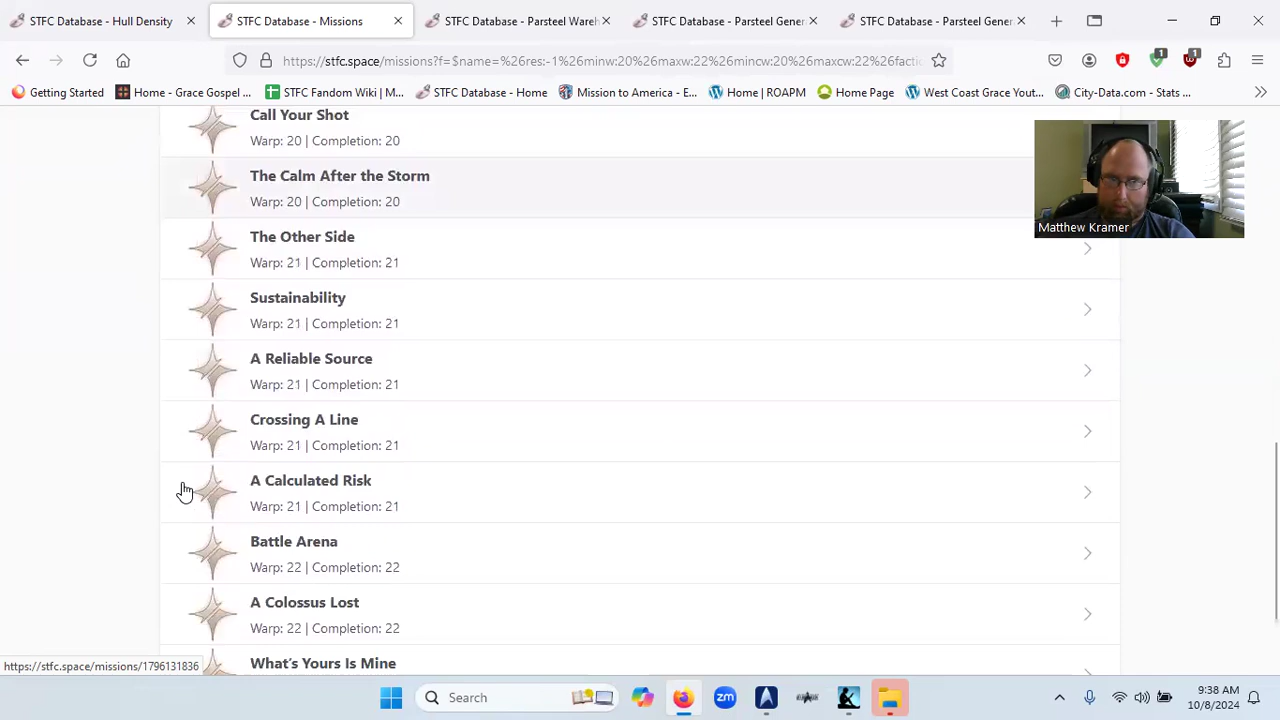 STFC Database - Hull Density
STFC Database - Missions
STFC Database - Parsteel Wareh
STFC Database - Parsteel Gener
STFC Database - Parsteel Gener
https://stfc.space/missions?f=name=%26res:-1%26minw:20%26maxw:22%26mincw:20%26maxcw:22%26factic
Getting Started
Home - Grace Gospel ...
STFC Fandom Wiki | M...
STFC Database - Home
Mission to America - E...
Home | ROAPM
Home Page
West Coast Grace Yout...
City-Data.com - Stats ...
Call Your Shot
Warp: 20 | Completion: 20
The Calm After the Storm
Warp: 20 | Completion: 20
The Other Side
Warp: 21 | Completion: 21
Sustainability
Warp: 21 | Completion: 21
A Reliable Source
Warp: 21 | Completion: 21
Crossing A Line
Warp: 21 | Completion: 21
A Calculated Risk
Warp: 21 | Completion: 21
Battle Arena
Warp: 22 | Completion: 22
A Colossus Lost
Warp: 22 | Completion: 22
What's Yours Is Mine
Matthew Kramer
https://stfc.space/missions/1796131836
Search
zm
9:38 AM
10/8/2024